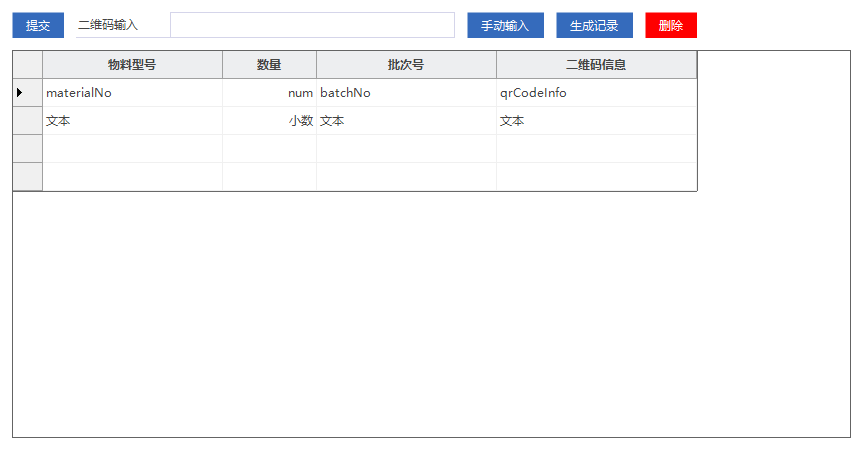 提交 二维码输入 手动输入 生成记录 删除
物料型号 数量 批次号 二维码信息
materialNo num batchNo qrCodeInfo
文本 小数 文本 文本